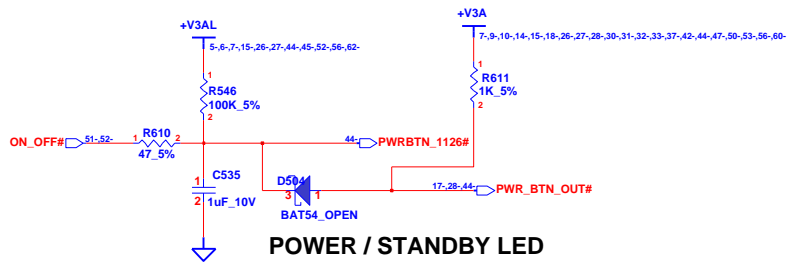 +V3AL
5-,6-,7-,15-,26-,27-,44-,45-,52-,56-,62-
+V3A
7-,9-,10-,14-,15-,18-,26-,27-,28-,30-,31-,32-,33-,37-,42-,44-,47-,50-,53-,56-,60-
1
R546
100K_5%
2
1
R611
1K_5%
2
ON_OFF#
51-,52-
1
R610
2
47_5%
44-
PWRBTN_1126#
C535
1
2
1uF_10V
D504
3
1
BAT54_OPEN
17-,28-,44-
PWR_BTN_OUT#
POWER / STANDBY LED